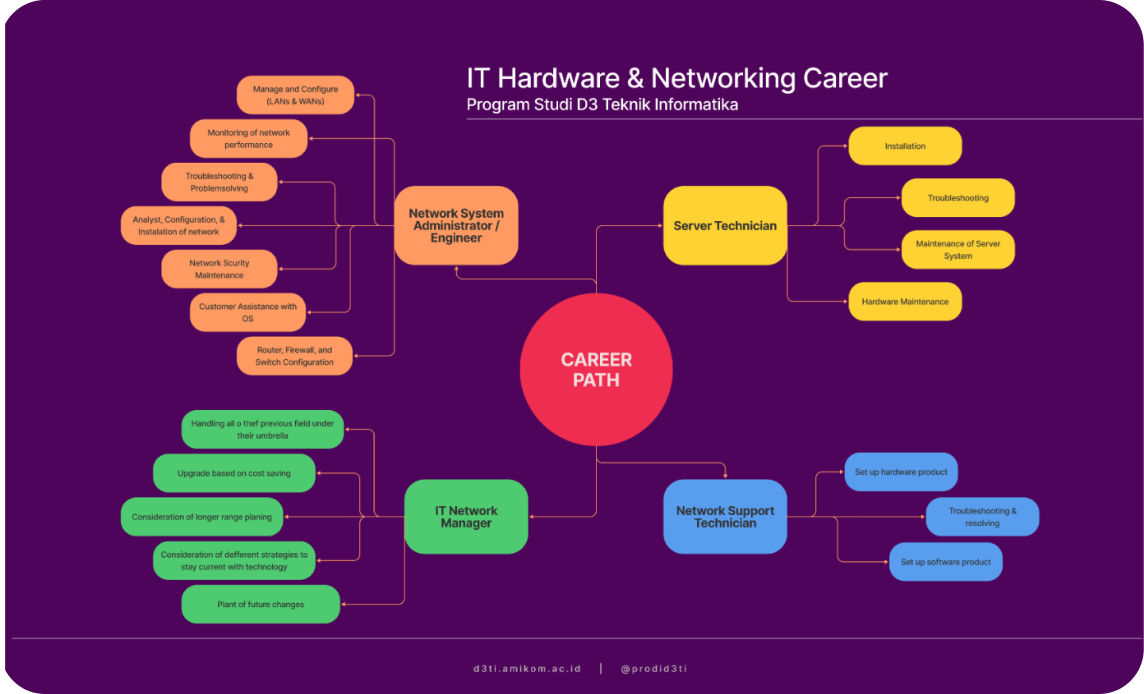 IT Hardware & Networking Career
Program Studi D3 Teknik Informatika
Manage and Configure
(LANs & WANs)
Monitoring of network
performance
Troubleshooting &
Problemsolving
Analyst, Configuration, &
Instalation of network
Network Scurity
Maintenance
Customer Assistance with
OS
Router, Firewall, and
Switch Configuration
Network System
Administrator /
Engineer
Server Technician
Installation
Troubleshooting
Maintenance of Server
System
Hardware Maintenance
CAREER
PATH
Handling all o thef previous field under
their umbrella
Upgrade based on cost saving
Consideration of longer range planing
Consideration of defferent strategies to
stay current with technology
Plant of future changes
IT Network
Manager
Network Support
Technician
Set up hardware product
Troubleshooting &
resolving
Set up software product
d3ti.amikom.ac.id | @prodid3ti